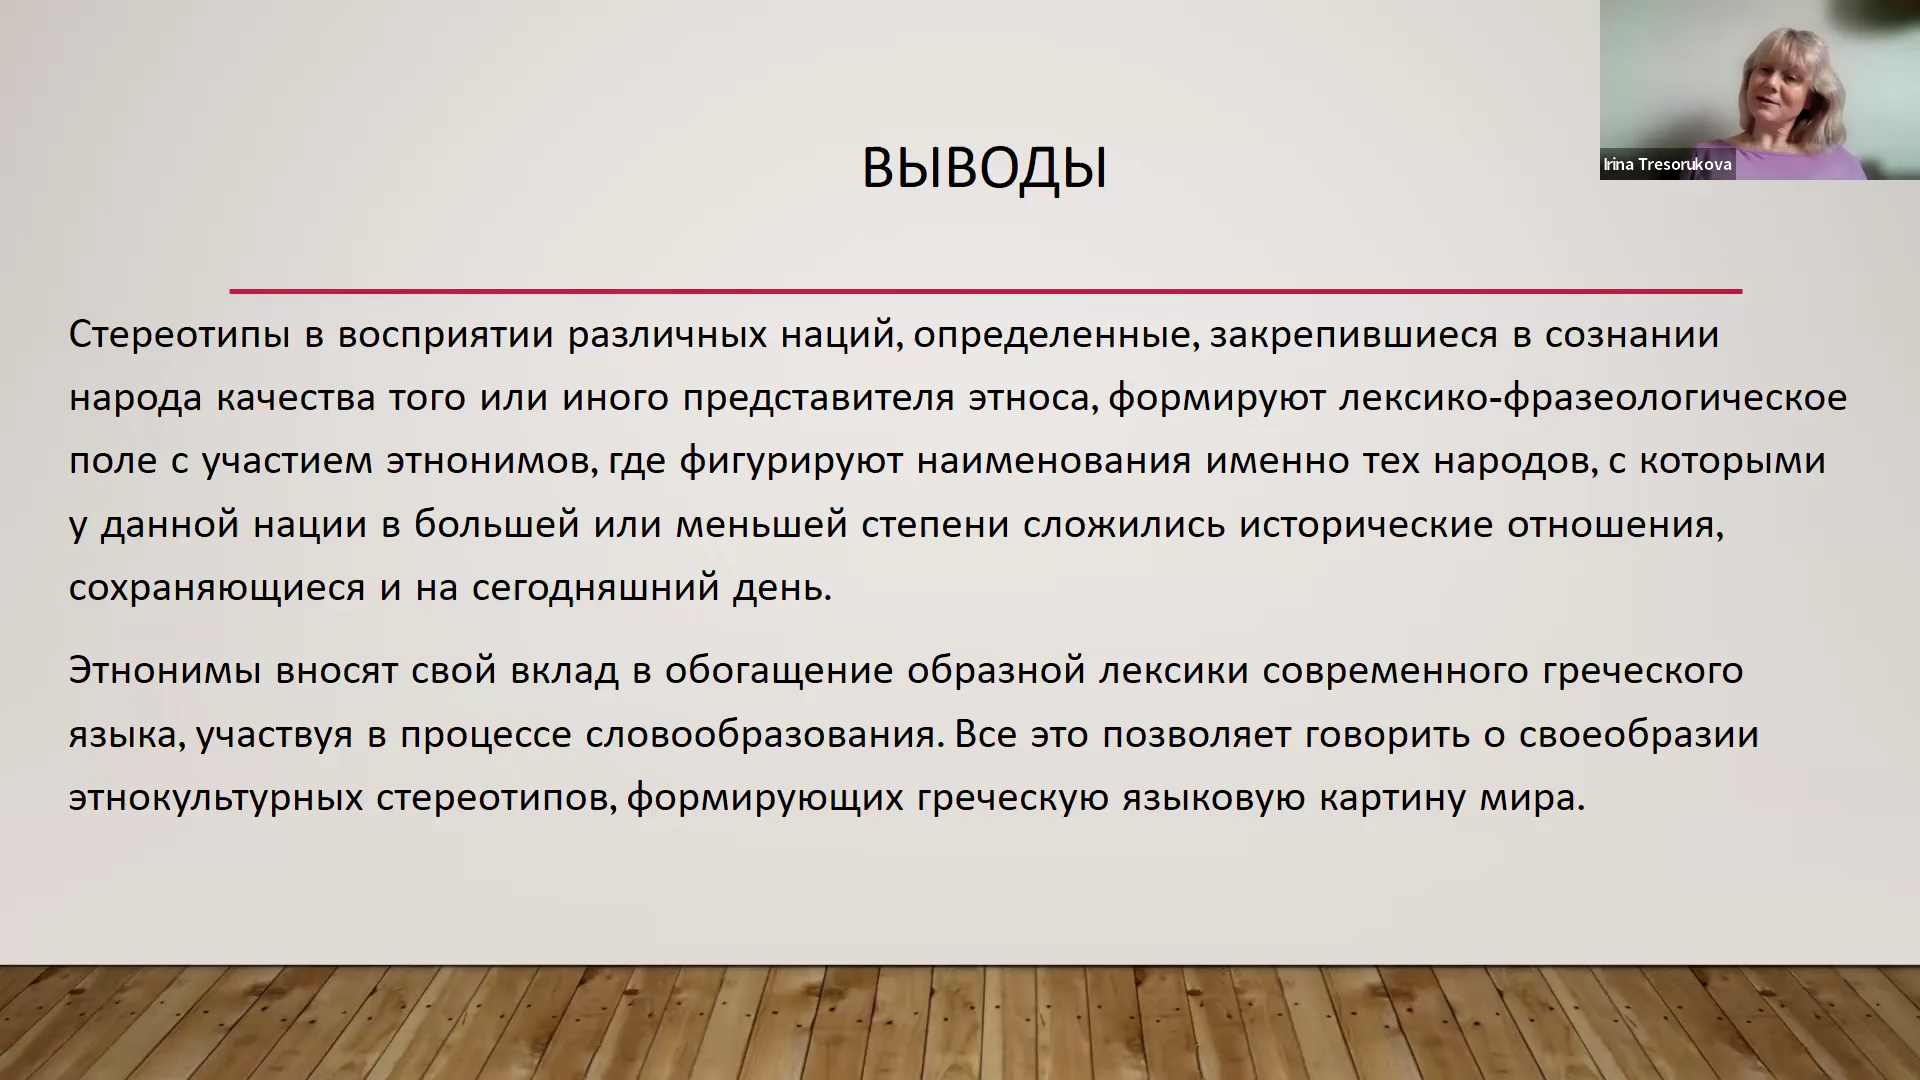 ВЫВОДЫ
Irina Tresorukova
Стереотипы в восприятии различных наций, определенные, закрепившиеся в сознании
народа качества того или иного представителя этноса, формируют лексико-фразеологическое
поле с участием этнонимов, где фигурируют наименования именно тех народов, с которыми
у данной нации в большей или меньшей степени сложились исторические отношения,
сохраняющиеся и на сегодняшний день.
Этнонимы вносят свой вклад в обогащение образной лексики современного греческого
языка, участвуя в процессе словообразования. Все это позволяет говорить о своеобразии
этнокультурных стереотипов, формирующих греческую языковую картину мира.